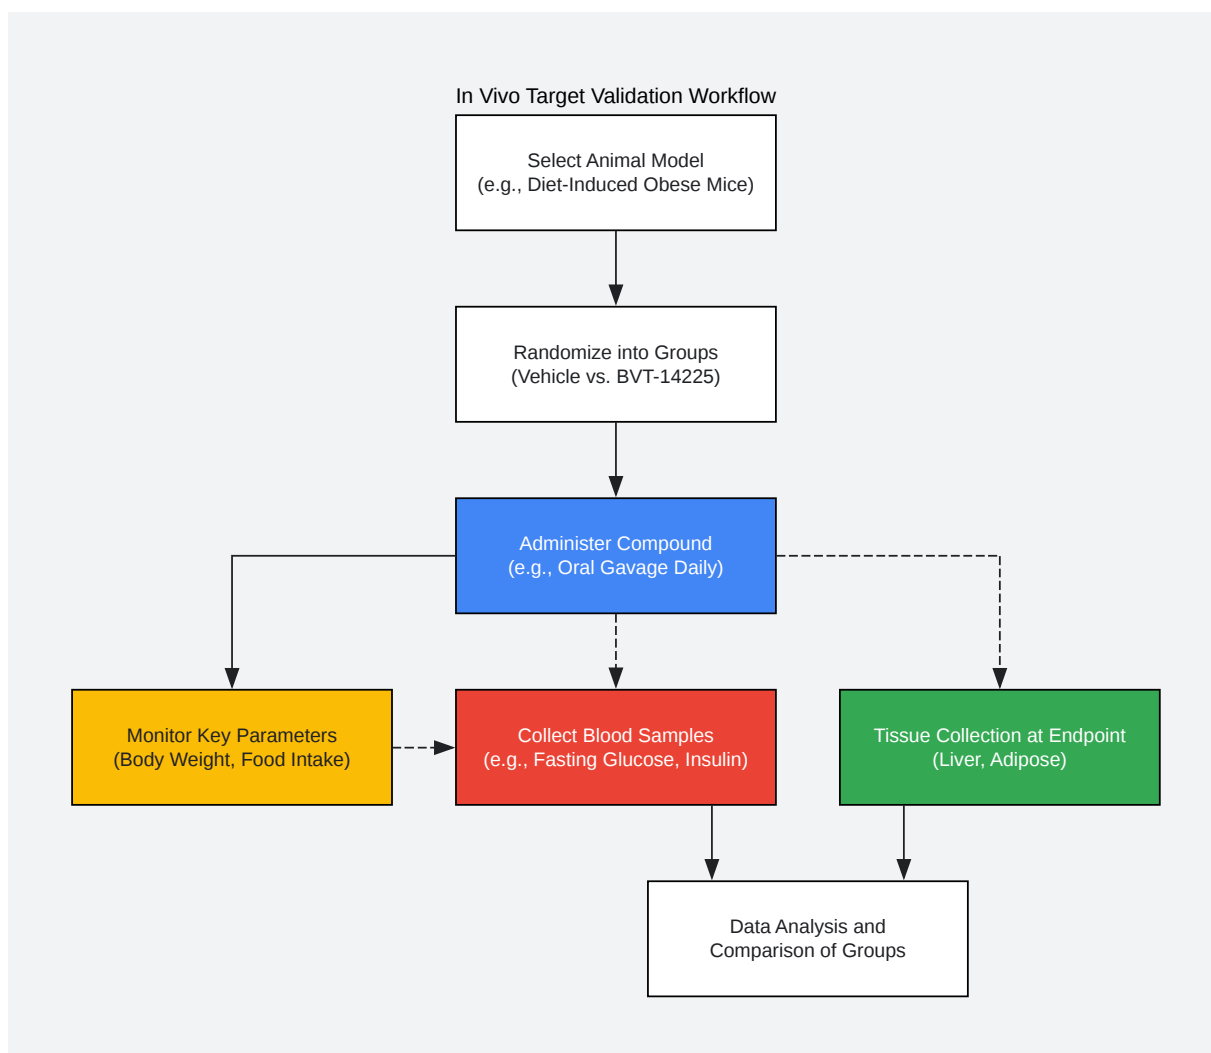 In Vivo Target Validation Workflow
Select Animal Model
(e.g., Diet-Induced Obese Mice)
Randomize into Groups
(Vehicle vs. BVT-14225)
Administer Compound
(e.g., Oral Gavage Daily)
Monitor Key Parameters
(Body Weight, Food Intake)
Collect Blood Samples
(e.g., Fasting Glucose, Insulin)
Tissue Collection at Endpoint
(Liver, Adipose)
Data Analysis and
Comparison of Groups